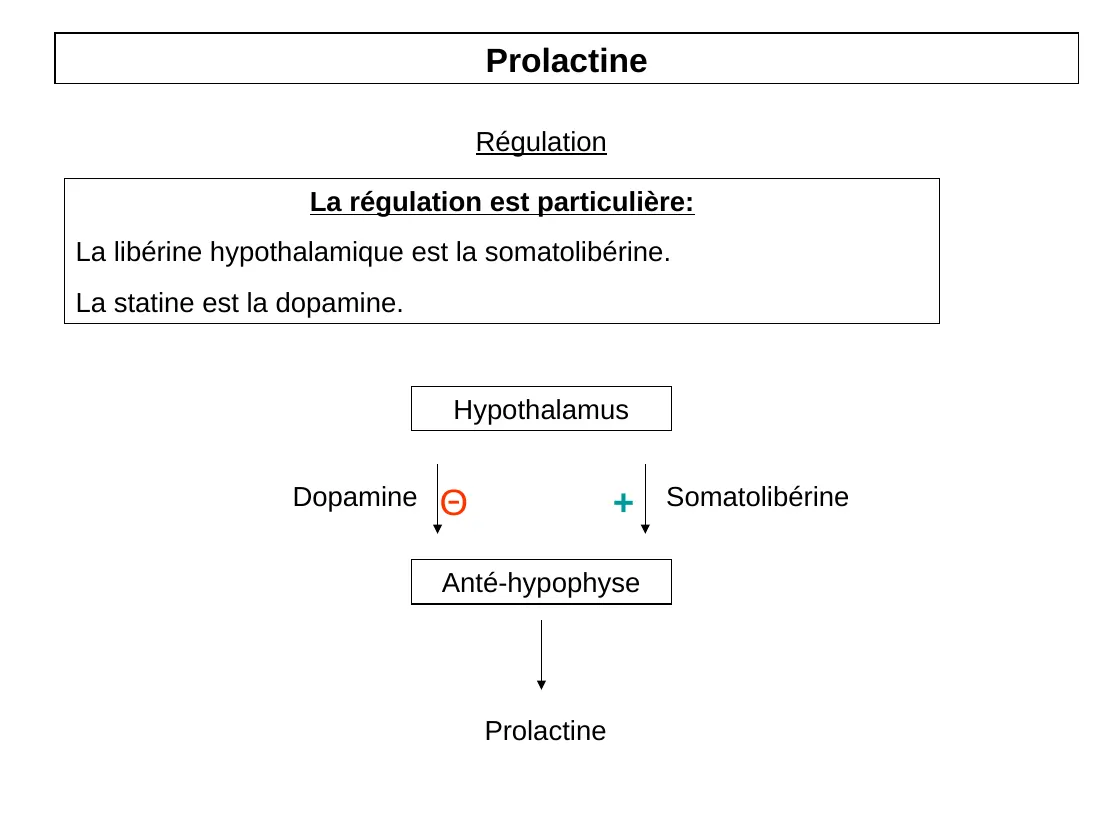 Prolactine
Régulation
La régulation est particulière:
La libérine hypothalamique est la somatolibérine.
La statine est la dopamine.
Hypothalamus
Dopamine Θ + Somatolibérine
Anté-hypophyse
Prolactine